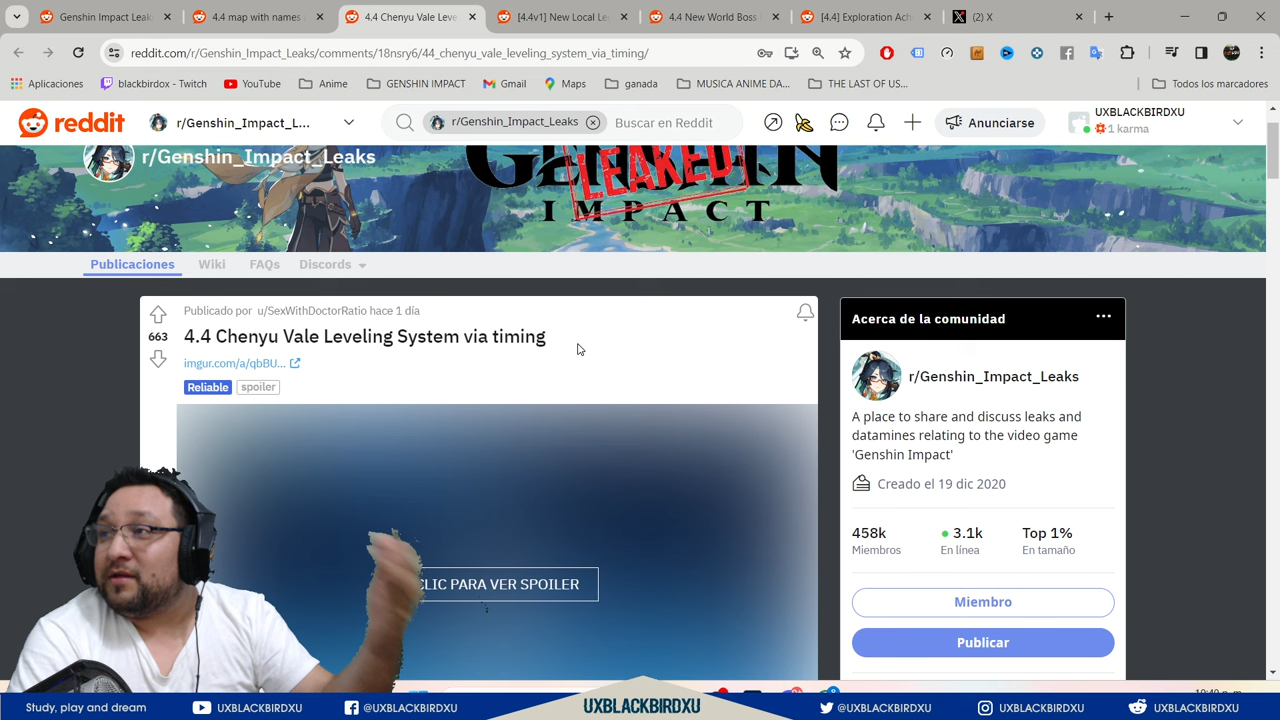 Genshin Impact Leak
4.4 map with names
4.4 Chenyu Vale Leve
[4.4v1] New Local Le
4.4 New World Boss
[4.4] Exploration Ach
(2) X
reddit.com/r/Genshin_Impact_Leaks/comments/18nsry6/44_chenyu_vale_leveling_system_via_timing/
Aplicaciones
blackbirdox - Twitch
YouTube
Anime
GENSHIN IMPACT
Gmail
Maps
ganada
MUSICA ANIME DA...
THE LAST OF US...
Todos los marcadores
reddit
r/Genshin_Impact_L...
r/Genshin_Impact_Leaks
Buscar en Reddit
Anunciarse
UXBLACKBIRDXU
1 karma
r/Genshin_Impact_Leaks
GENSHIN
LEAKED
IMPACT
Publicaciones
Wiki
FAQs
Discords
Publicado por u/SexWithDoctorRatio hace 1 día
663
4.4 Chenyu Vale Leveling System via timing
imgur.com/a/qbBU...
Reliable
spoiler
CLIC PARA VER SPOILER
Acerca de la comunidad
r/Genshin_Impact_Leaks
A place to share and discuss leaks and
datamines relating to the video game
'Genshin Impact'
Creado el 19 dic 2020
458k
3.1k
Top 1%
Miembros
En línea
En tamaño
Miembro
Publicar
Study, play and dream
UXBLACKBIRDXU
@UXBLACKBIRDXU
UXBLACKBIRDXU
@UXBLACKBIRDXU
UXBLACKBIRDXU
UXBLACKBIRDXU